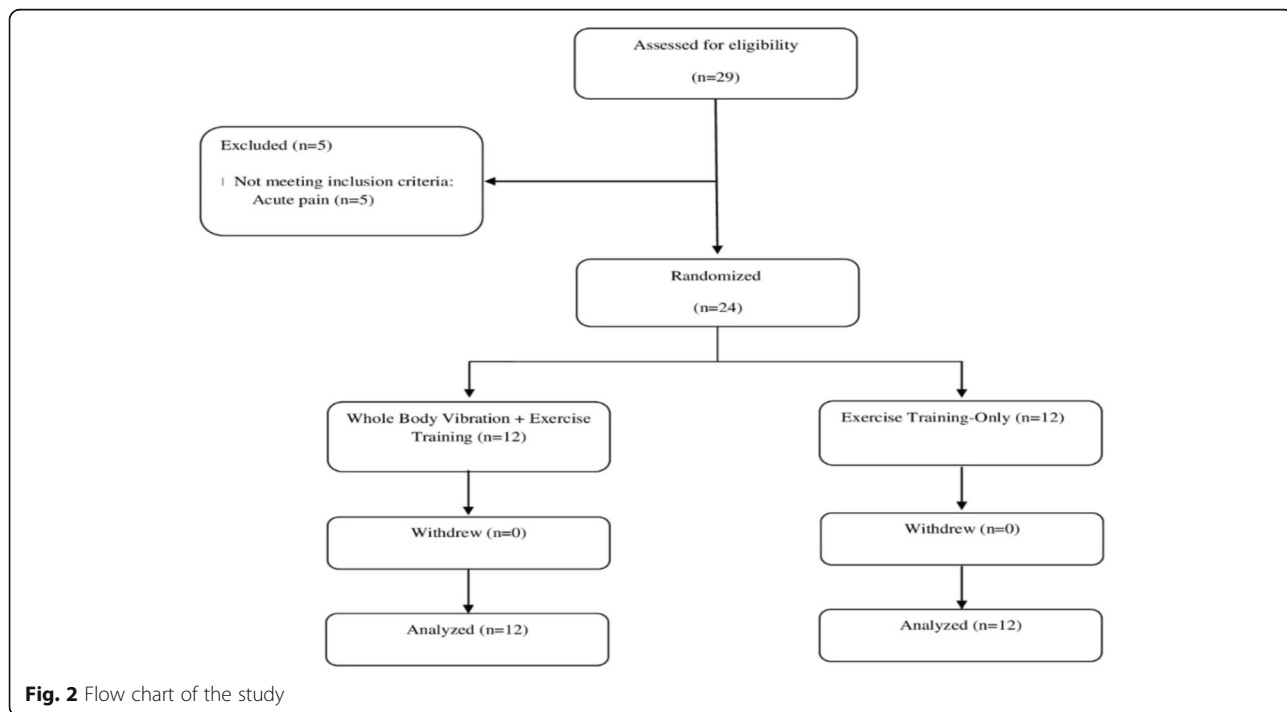 Assessed for eligibility
(n=29)
Excluded (n=5)
Not meeting inclusion criteria:
Acute pain (n=5)
Randomized
(n=24)
Whole Body Vibration + Exercise
Training (n=12)
Exercise Training-Only (n=12)
Withdrew (n=0)
Withdrew (n=0)
Analyzed (n=12)
Analyzed (n=12)
Fig. 2 Flow chart of the study